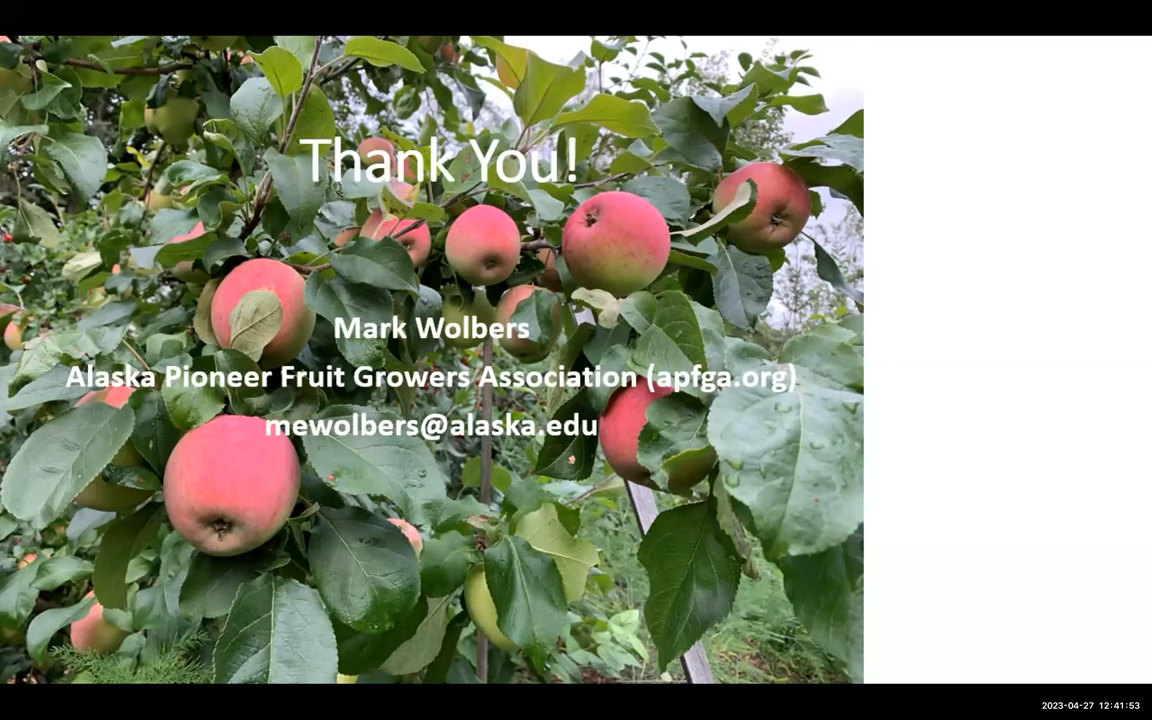 Thank You!
Mark Wolbers
Alaska Pioneer Fruit Growers Association (apfga.org)
mewolbers@alaska.edu
2023-04-27 12:41:53